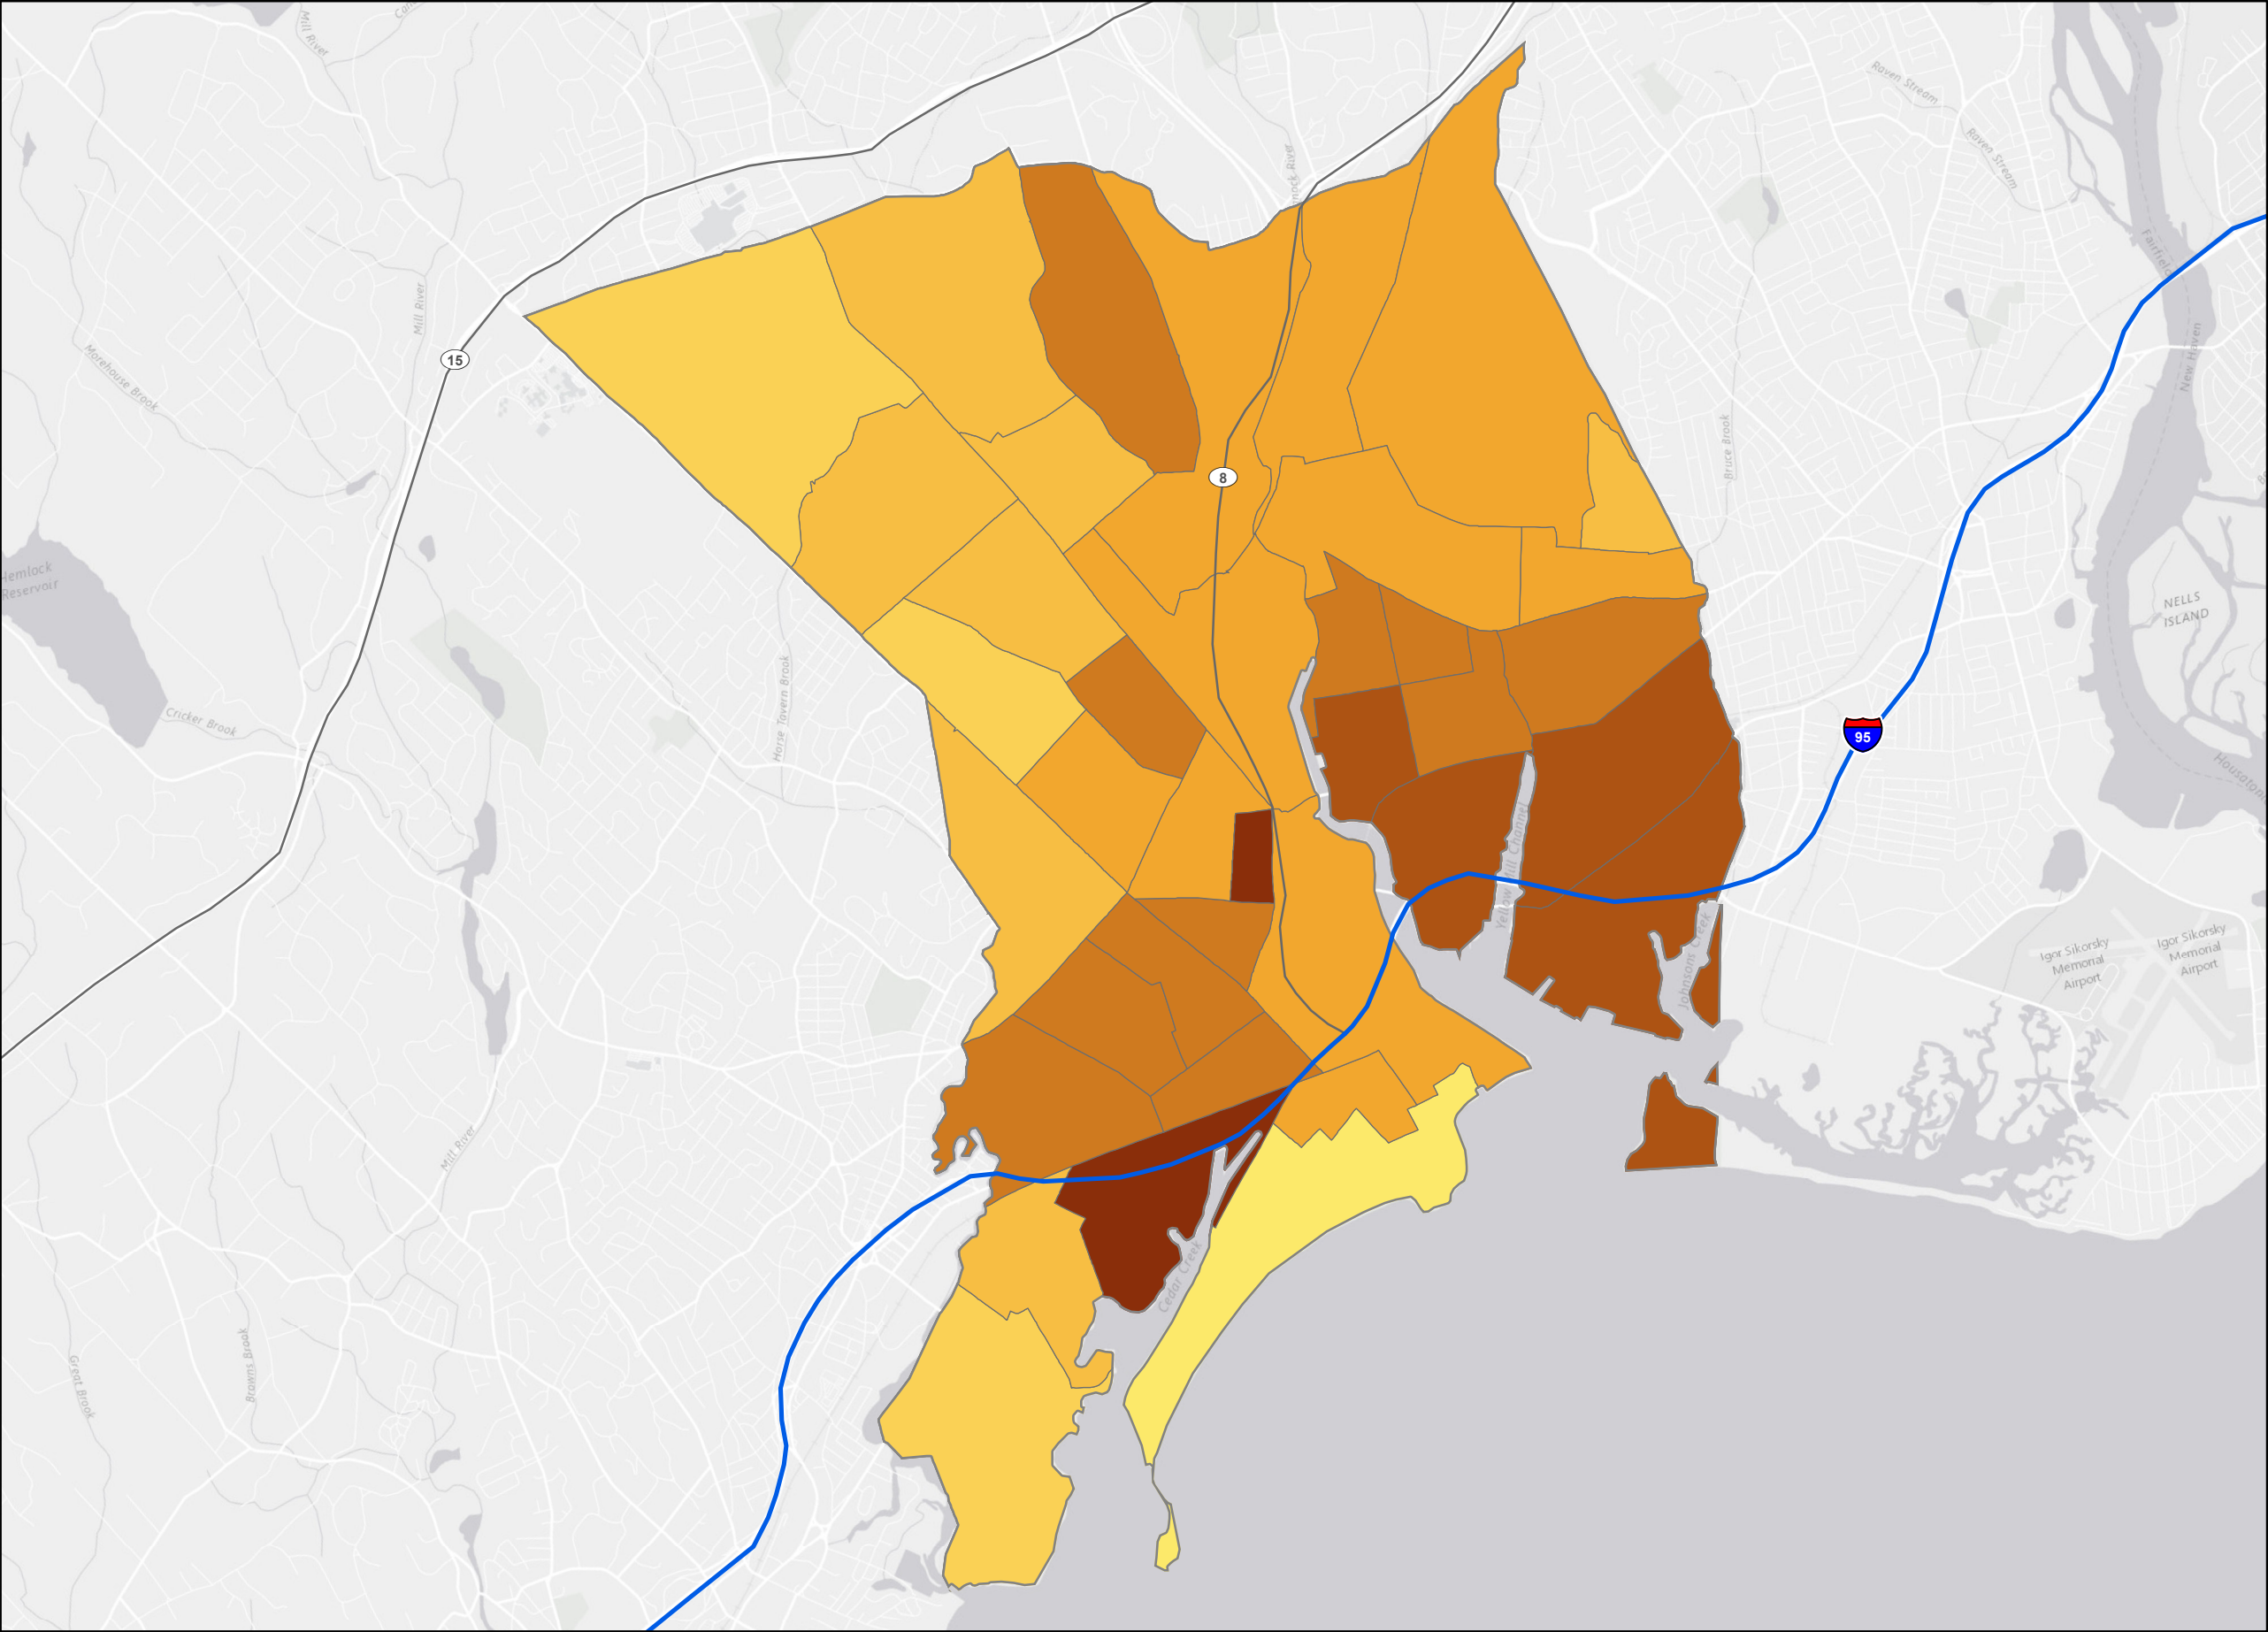 Mill River
Raven Stream
Raven Stream
Fairfield
New Haven
Mill River
15
Morehouse Brook
Bruce Brook
8
Hemlock
Reservoir
NELLS
ISLAND
Cricker Brook
Horse Tavern Brook
95
Yellow Mill Channel
Johnsons Creek
Igor Sikorsky
Memorial
Airport
Igor Sikorsky
Memorial
Airport
Mill River
Cedar Creek
Great Brook
Browns Brook